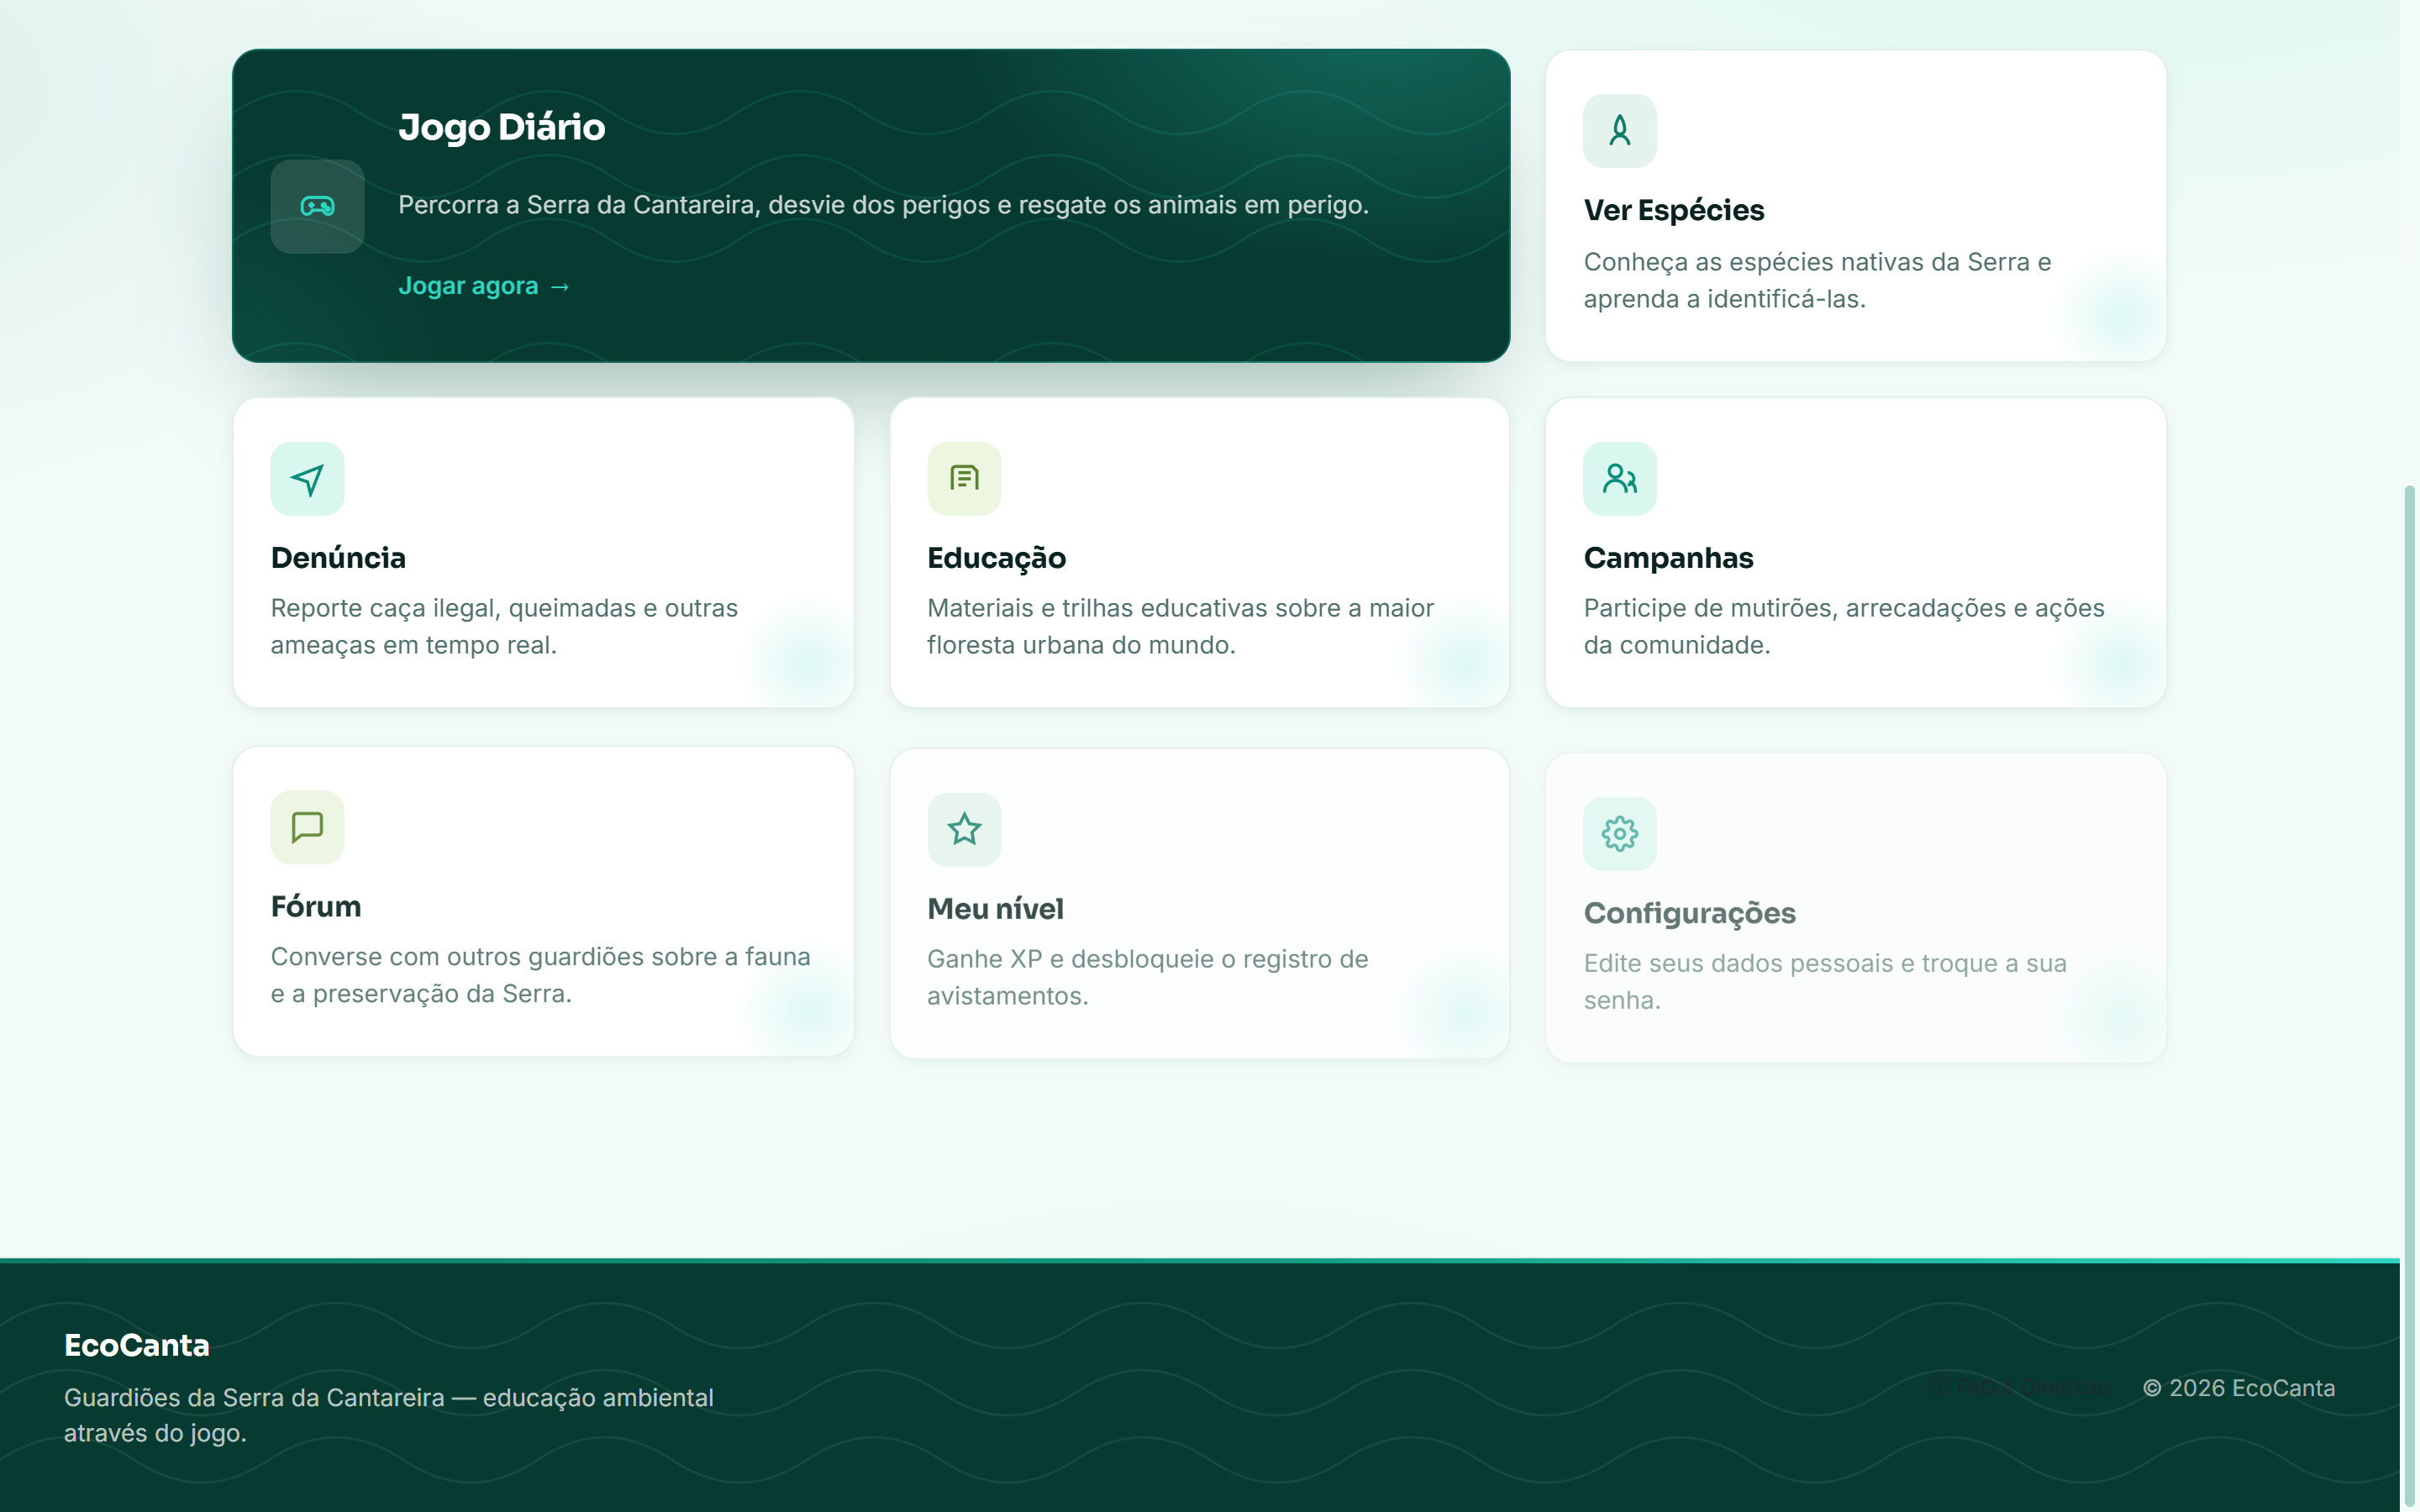 Jogo Diário
Percorra a Serra da Cantareira, desvie dos perigos e resgate os animais em perigo.
Jogar agora →
Ver Espécies
Conheça as espécies nativas da Serra e
aprenda a identificá-las.
Denúncia
Reporte caça ilegal, queimadas e outras
ameaças em tempo real.
Educação
Materiais e trilhas educativas sobre a maior
floresta urbana do mundo.
Campanhas
Participe de mutirões, arrecadações e ações
da comunidade.
Fórum
Converse com outros guardiões sobre a fauna
e a preservação da Serra.
Meu nível
Ganhe XP e desbloqueie o registro de
avistamentos.
Configurações
Edite seus dados pessoais e troque a sua
senha.
EcoCanta
Guardiões da Serra da Cantareira — educação ambiental
através do jogo.
FAQ & Diretrizes
© 2026 EcoCanta